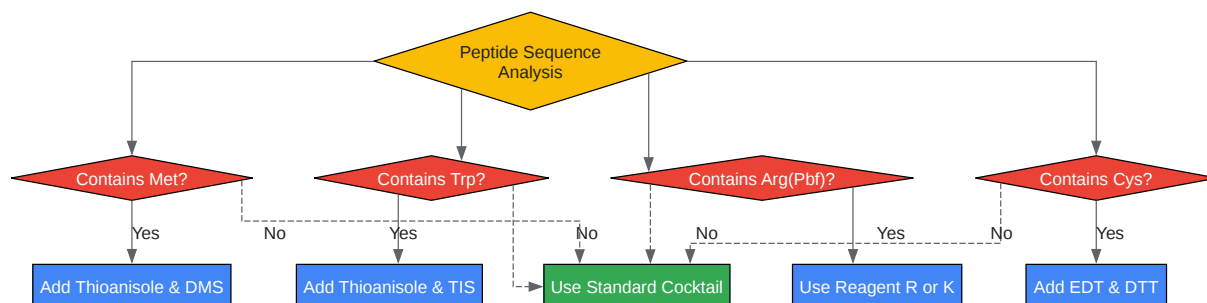 Peptide Sequence
Analysis
Contains Met?
Contains Trp?
Contains Arg(Pbf)?
Contains Cys?
Yes
No
Yes
No
No
Yes
No
Yes
Add Thioanisole & DMS
Add Thioanisole & TIS
Use Standard Cocktail
Use Reagent R or K
Add EDT & DTT